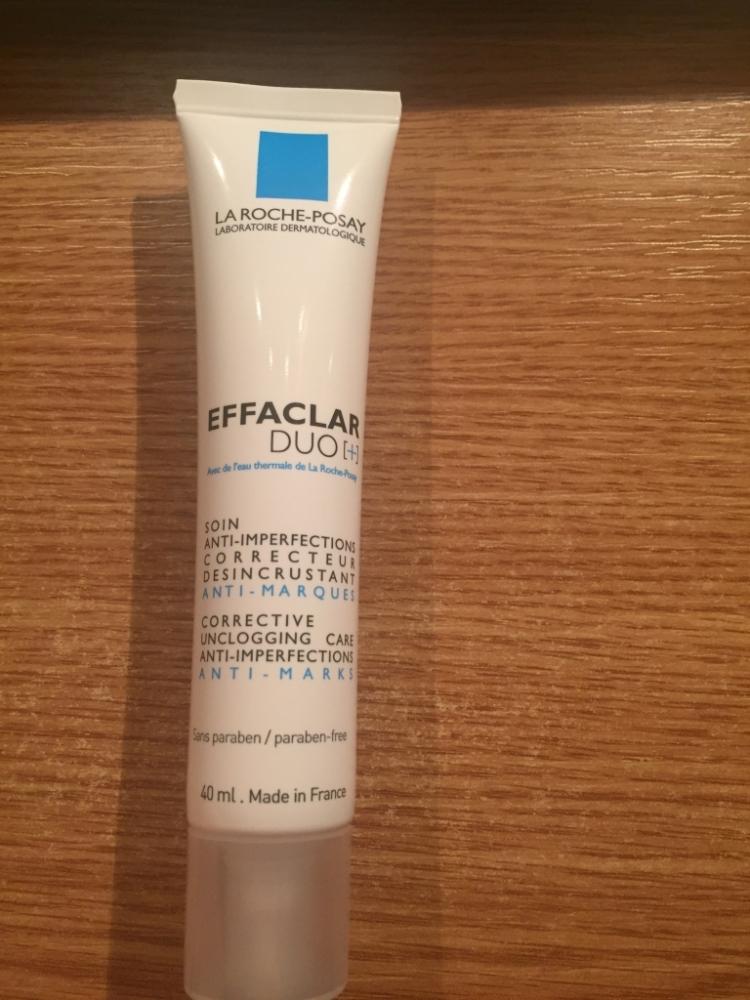 LA ROCHE-POSAY
LABORATOIRE DERMATOLOGIQUE
EFFACLAR
DUO [+]
Avec de l'eau thermale de La Roche-Posay
SOIN
ANTI-IMPERFECTIONS
CORRECTEUR
DESINCRUSTANT
ANTI-MARQUES
CORRECTIVE
UNCLOGGING CARE
ANTI-IMPERFECTIONS
ANTI-MARKS
Sans paraben / paraben-free
40 ml . Made in France